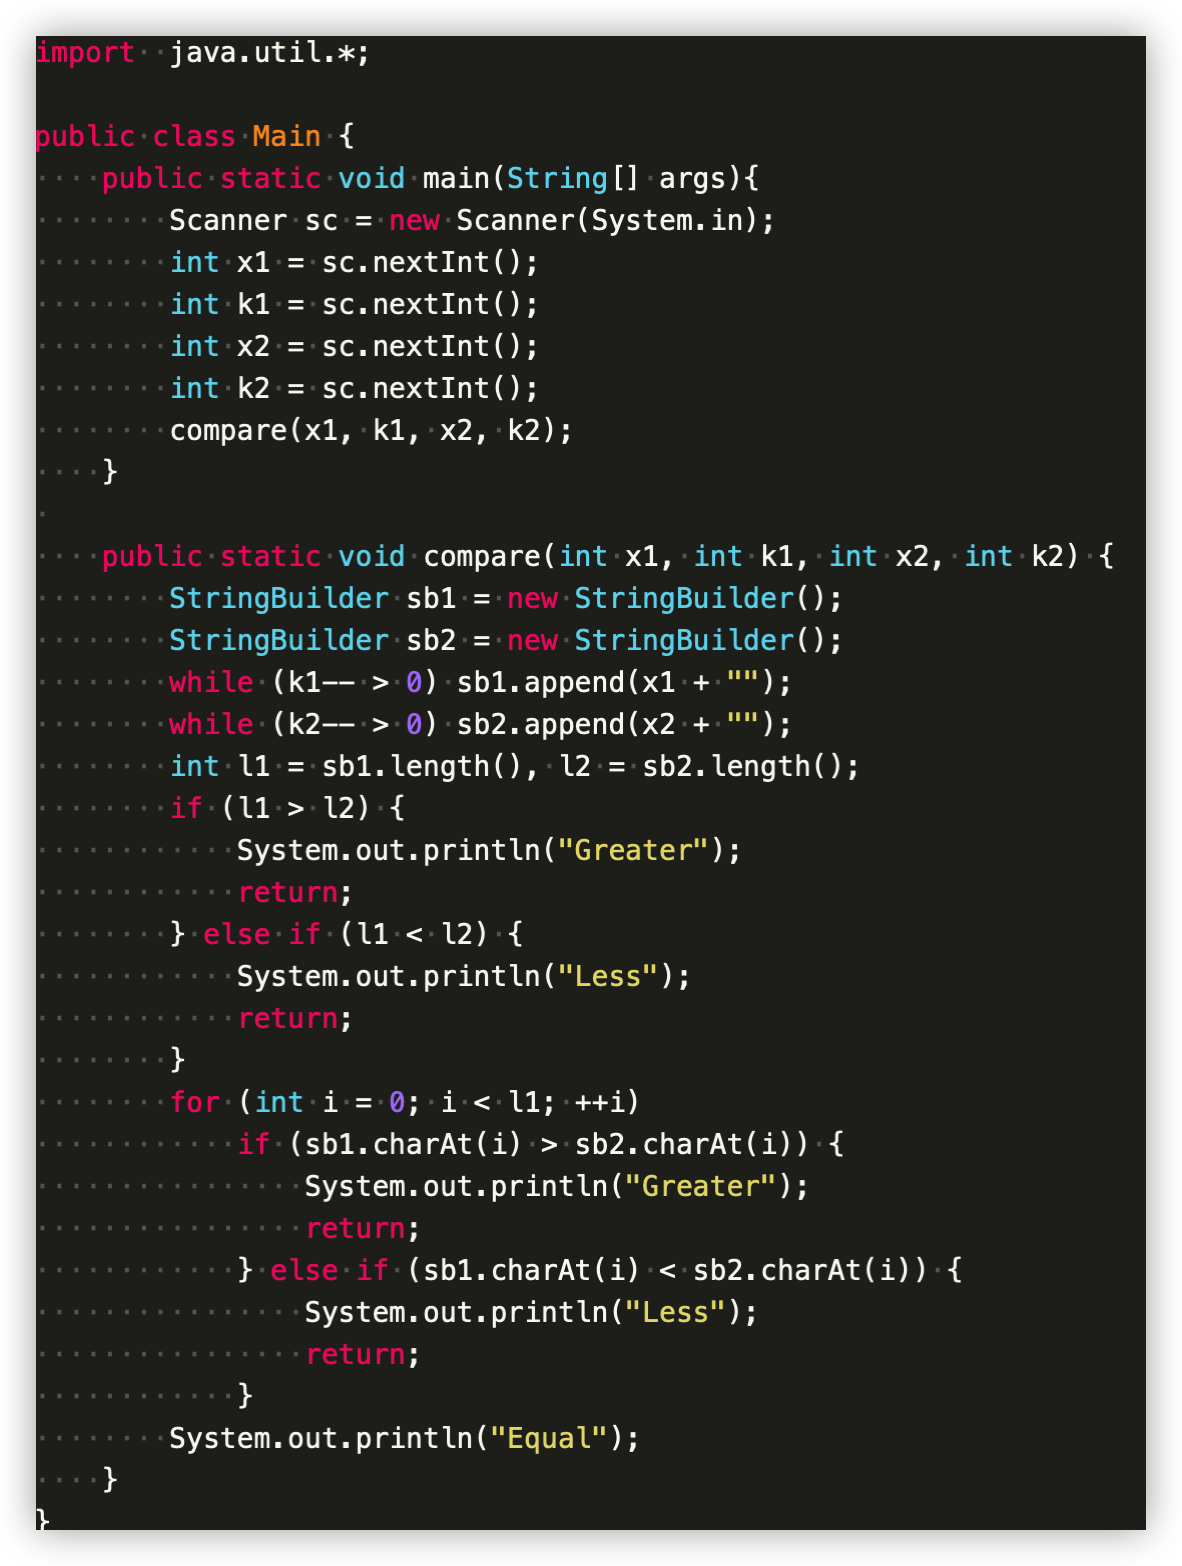 import  java.util.*;

public class Main {
    public static void main(String[] args){
        Scanner sc = new Scanner(System.in);
        int x1 = sc.nextInt();
        int k1 = sc.nextInt();
        int x2 = sc.nextInt();
        int k2 = sc.nextInt();
        compare(x1, k1, x2, k2);
    }

    public static void compare(int x1, int k1, int x2, int k2) {
        StringBuilder sb1 = new StringBuilder();
        StringBuilder sb2 = new StringBuilder();
        while (k1-- > 0) sb1.append(x1 + "");
        while (k2-- > 0) sb2.append(x2 + "");
        int l1 = sb1.length(), l2 = sb2.length();
        if (l1 > l2) {
            System.out.println("Greater");
            return;
        } else if (l1 < l2) {
            System.out.println("Less");
            return;
        }
        for (int i = 0; i < l1; ++i)
            if (sb1.charAt(i) > sb2.charAt(i)) {
                System.out.println("Greater");
                return;
            } else if (sb1.charAt(i) < sb2.charAt(i)) {
                System.out.println("Less");
                return;
            }
        System.out.println("Equal");
    }
}